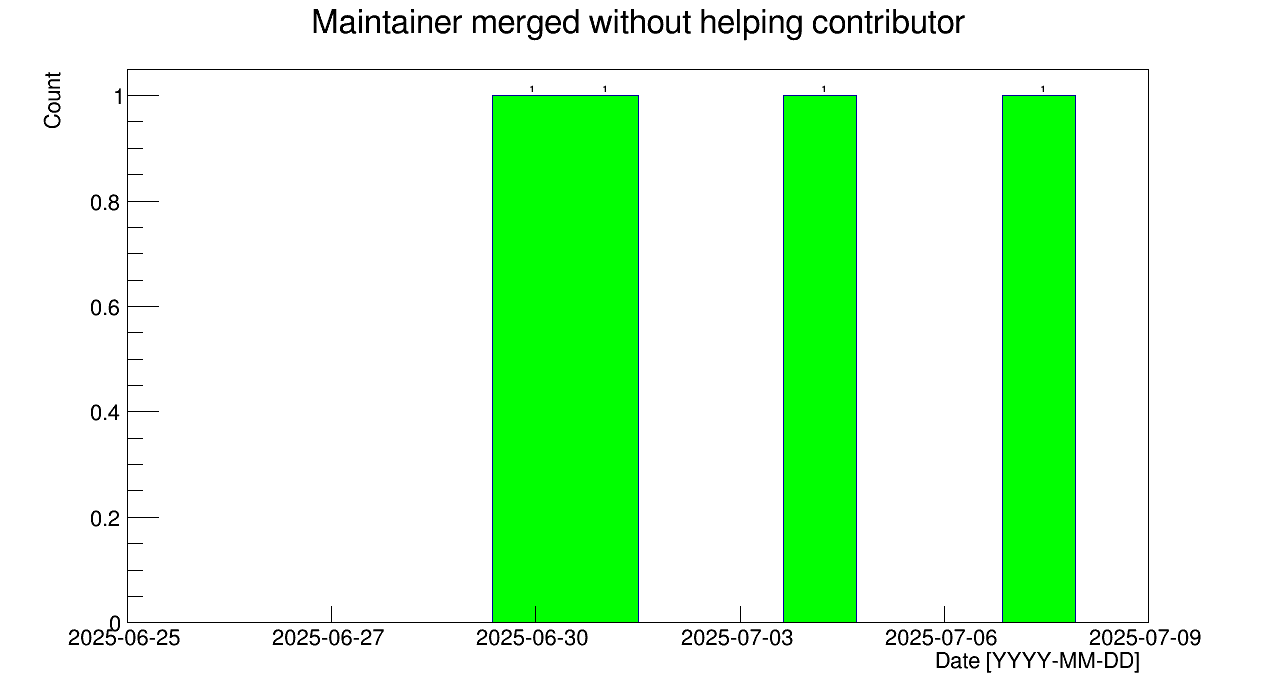 Maintainer merged without helping contributor
Count
1 1 1 1
1
0.8
0.6
0.4
0.2
0
2025-06-25 2025-06-27 2025-06-30 2025-07-03 2025-07-06 2025-07-09
Date [YYYY-MM-DD]